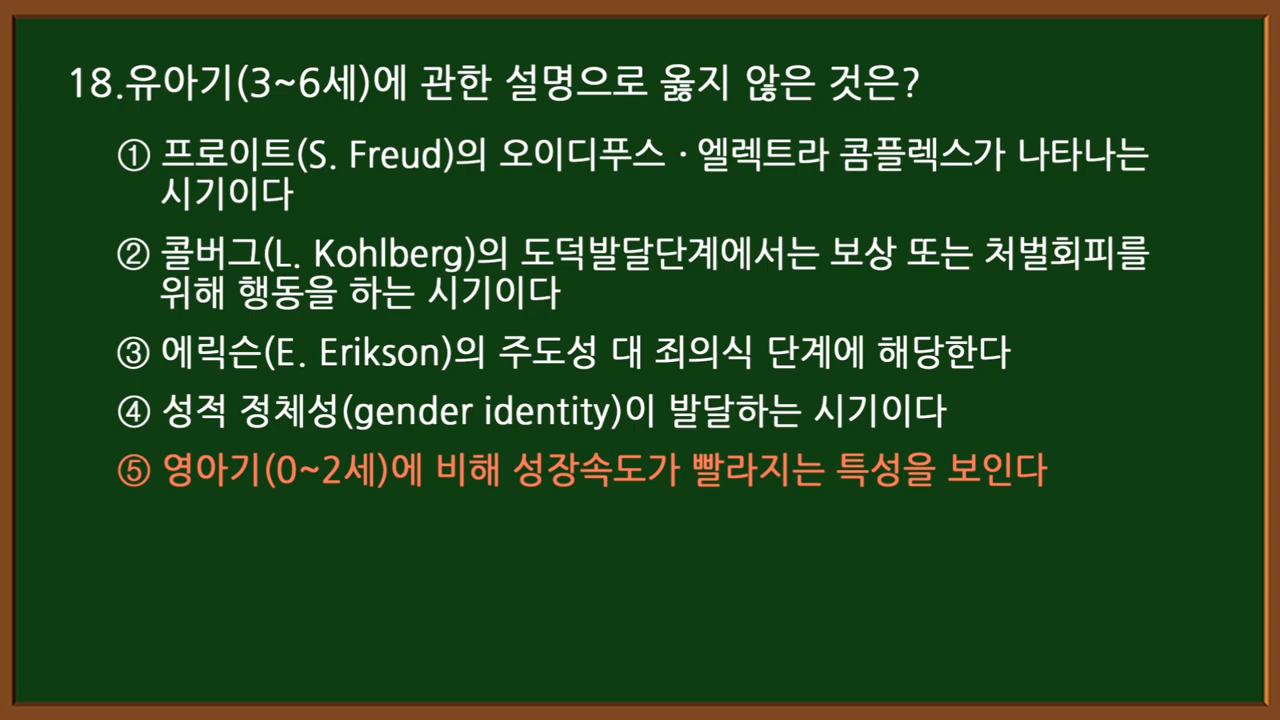 18.유아기(3~6세)에 관한 설명으로 옳지 않은 것은?
① 프로이트(S. Freud)의 오이디푸스 · 엘렉트라 콤플렉스가 나타나는
시기이다
② 콜버그(L. Kohlberg)의 도덕발달단계에서는 보상 또는 처벌회피를
위해 행동을 하는 시기이다
③ 에릭슨(E. Erikson)의 주도성 대 죄의식 단계에 해당한다
④ 성적 정체성(gender identity)이 발달하는 시기이다
⑤ 영아기(0~2세)에 비해 성장속도가 빨라지는 특성을 보인다